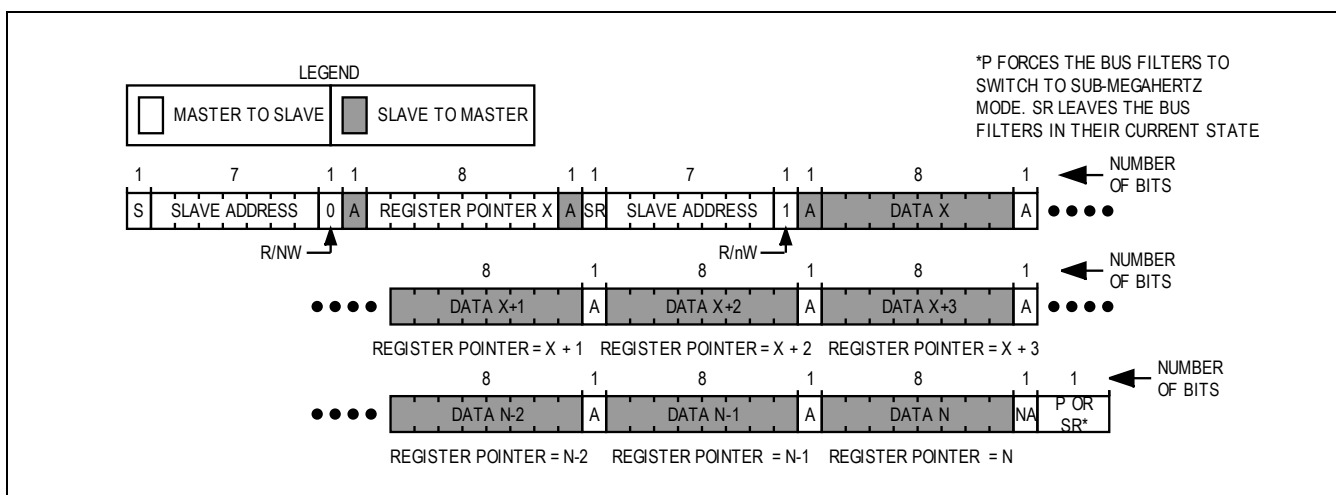 LEGEND
MASTER TO SLAVE SLAVE TO MASTER
*P FORCES THE BUS FILTERS TO
SWITCH TO SUB-MEGAHERTZ
MODE. SR LEAVES THE BUS
FILTERS IN THEIR CURRENT STATE
1 7 1 1 8 1 1 7 1 1 8 1 NUMBER
OF BITS
S SLAVE ADDRESS 0 A REGISTER POINTER X A SR SLAVE ADDRESS 1 A DATA X A
R/NW R/nW
8 1 8 1 8 1 NUMBER
OF BITS
DATA X+1 A DATA X+2 A DATA X+3 A
REGISTER POINTER = X + 1 REGISTER POINTER = X + 2 REGISTER POINTER = X + 3
8 1 8 1 8 1 1 NUMBER
OF BITS
DATA N-2 A DATA N-1 A DATA N NA P OR
SR*
REGISTER POINTER = N-2 REGISTER POINTER = N-1 REGISTER POINTER = N